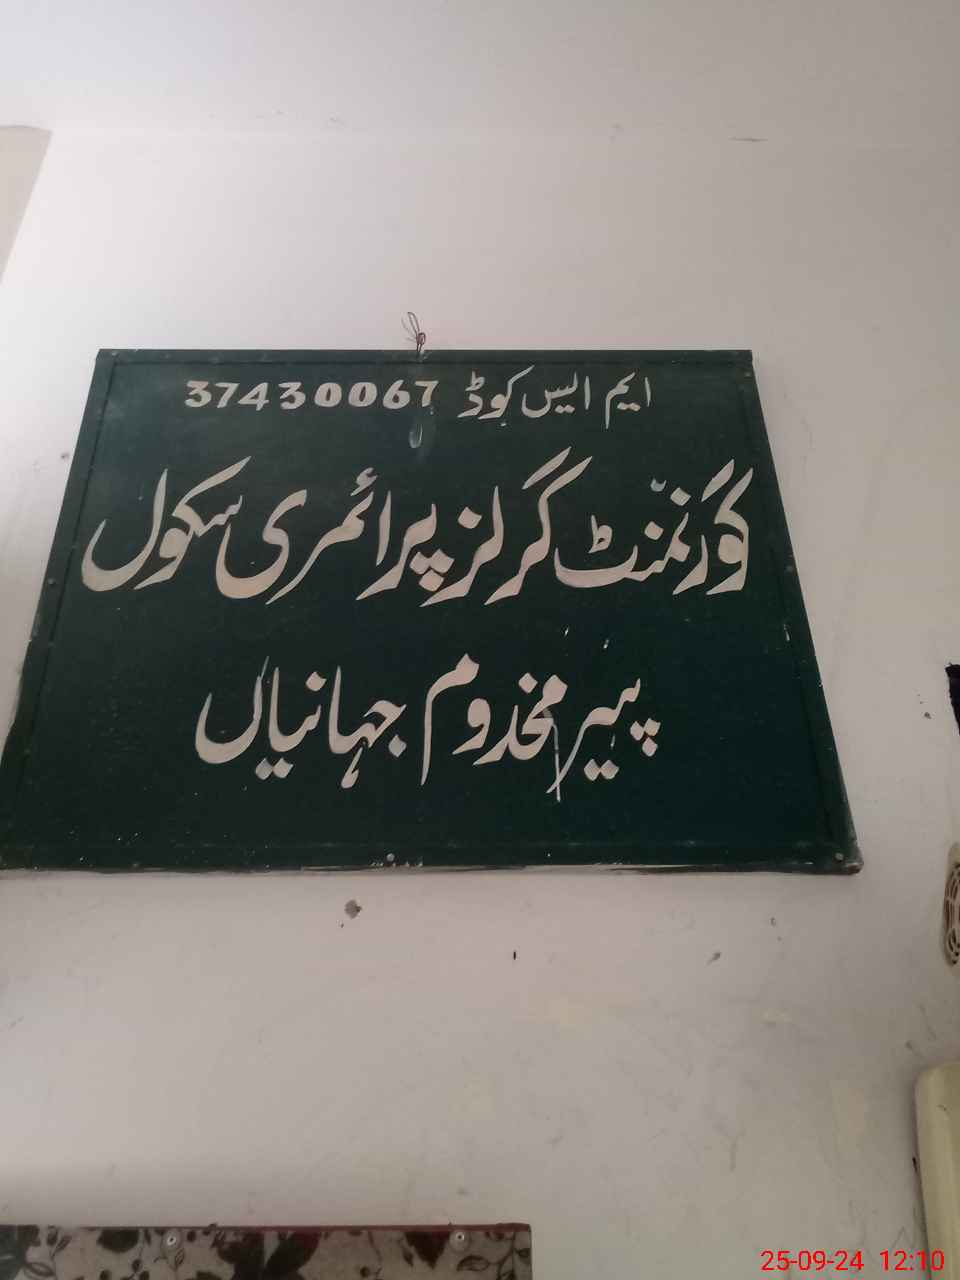 ایم ایس کوڈ 37430067
گورنمنٹ گرلز پرائمری سکول
پیر مخدوم جہانیاں
25-09-24 12:10